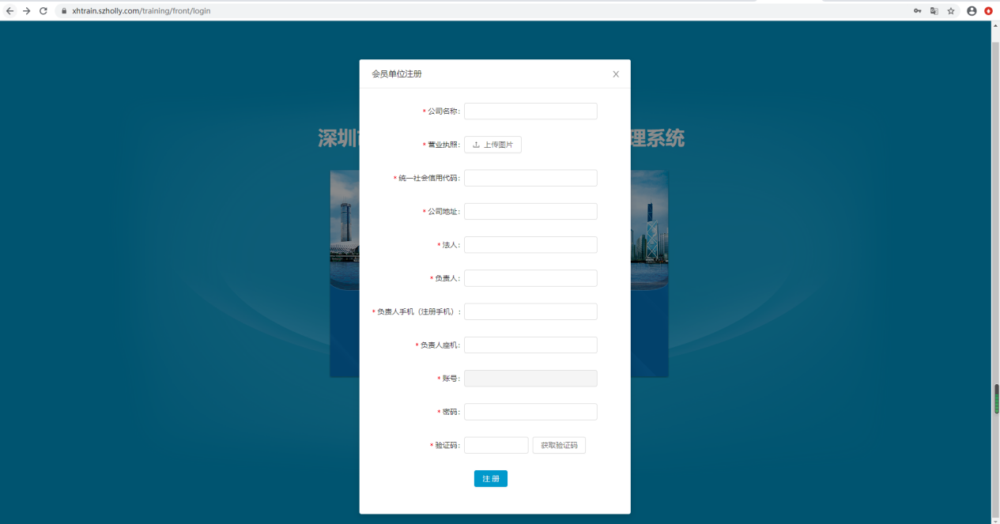 xhtrain.szholly.com/training/front/login
会员单位注册
X
深圳
理系统
* 公司名称:
* 营业执照:
上传图片
* 统一社会信用代码:
* 公司地址:
* 法人:
* 负责人:
* 负责人手机（注册手机）:
* 负责人座机:
* 账号:
* 密码:
* 验证码:
获取验证码
注 册